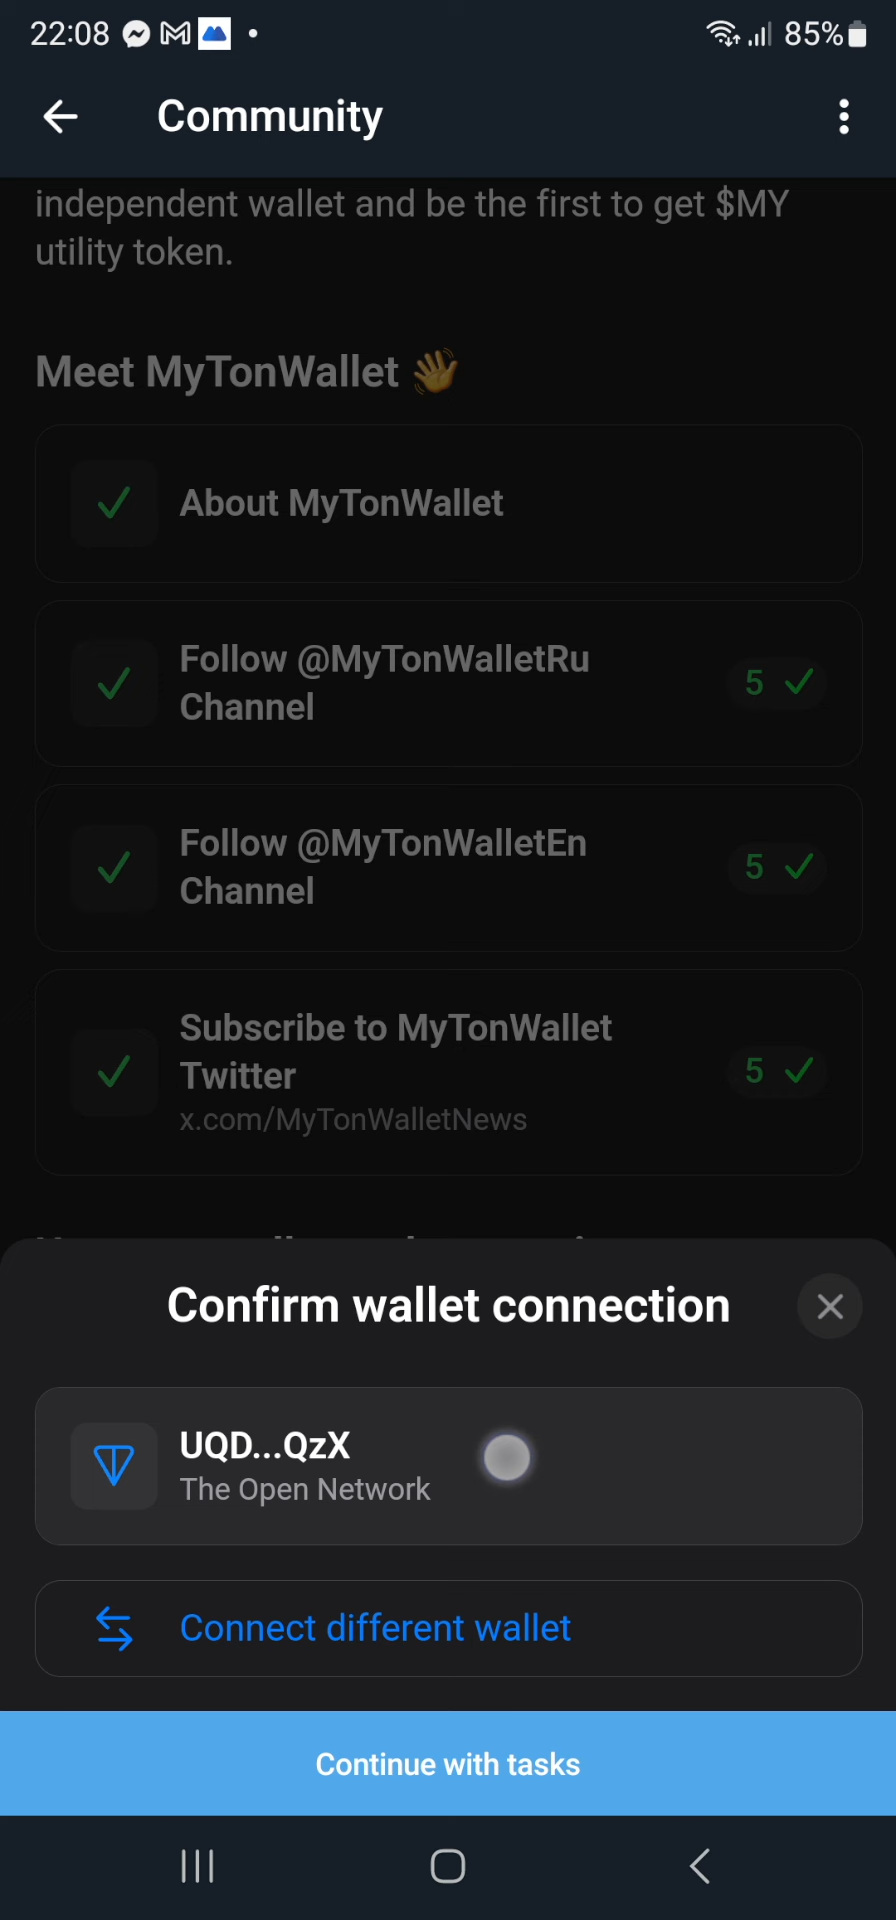 22:08
85%
Community
independent wallet and be the first to get $MY
utility token.
Meet MyTonWallet 👋
About MyTonWallet
Follow @MyTonWalletRu
Channel
5
Follow @MyTonWalletEn
Channel
5
Subscribe to MyTonWallet
Twitter
x.com/MyTonWalletNews
5
Confirm wallet connection
UQD...QzX
The Open Network
Connect different wallet
Continue with tasks